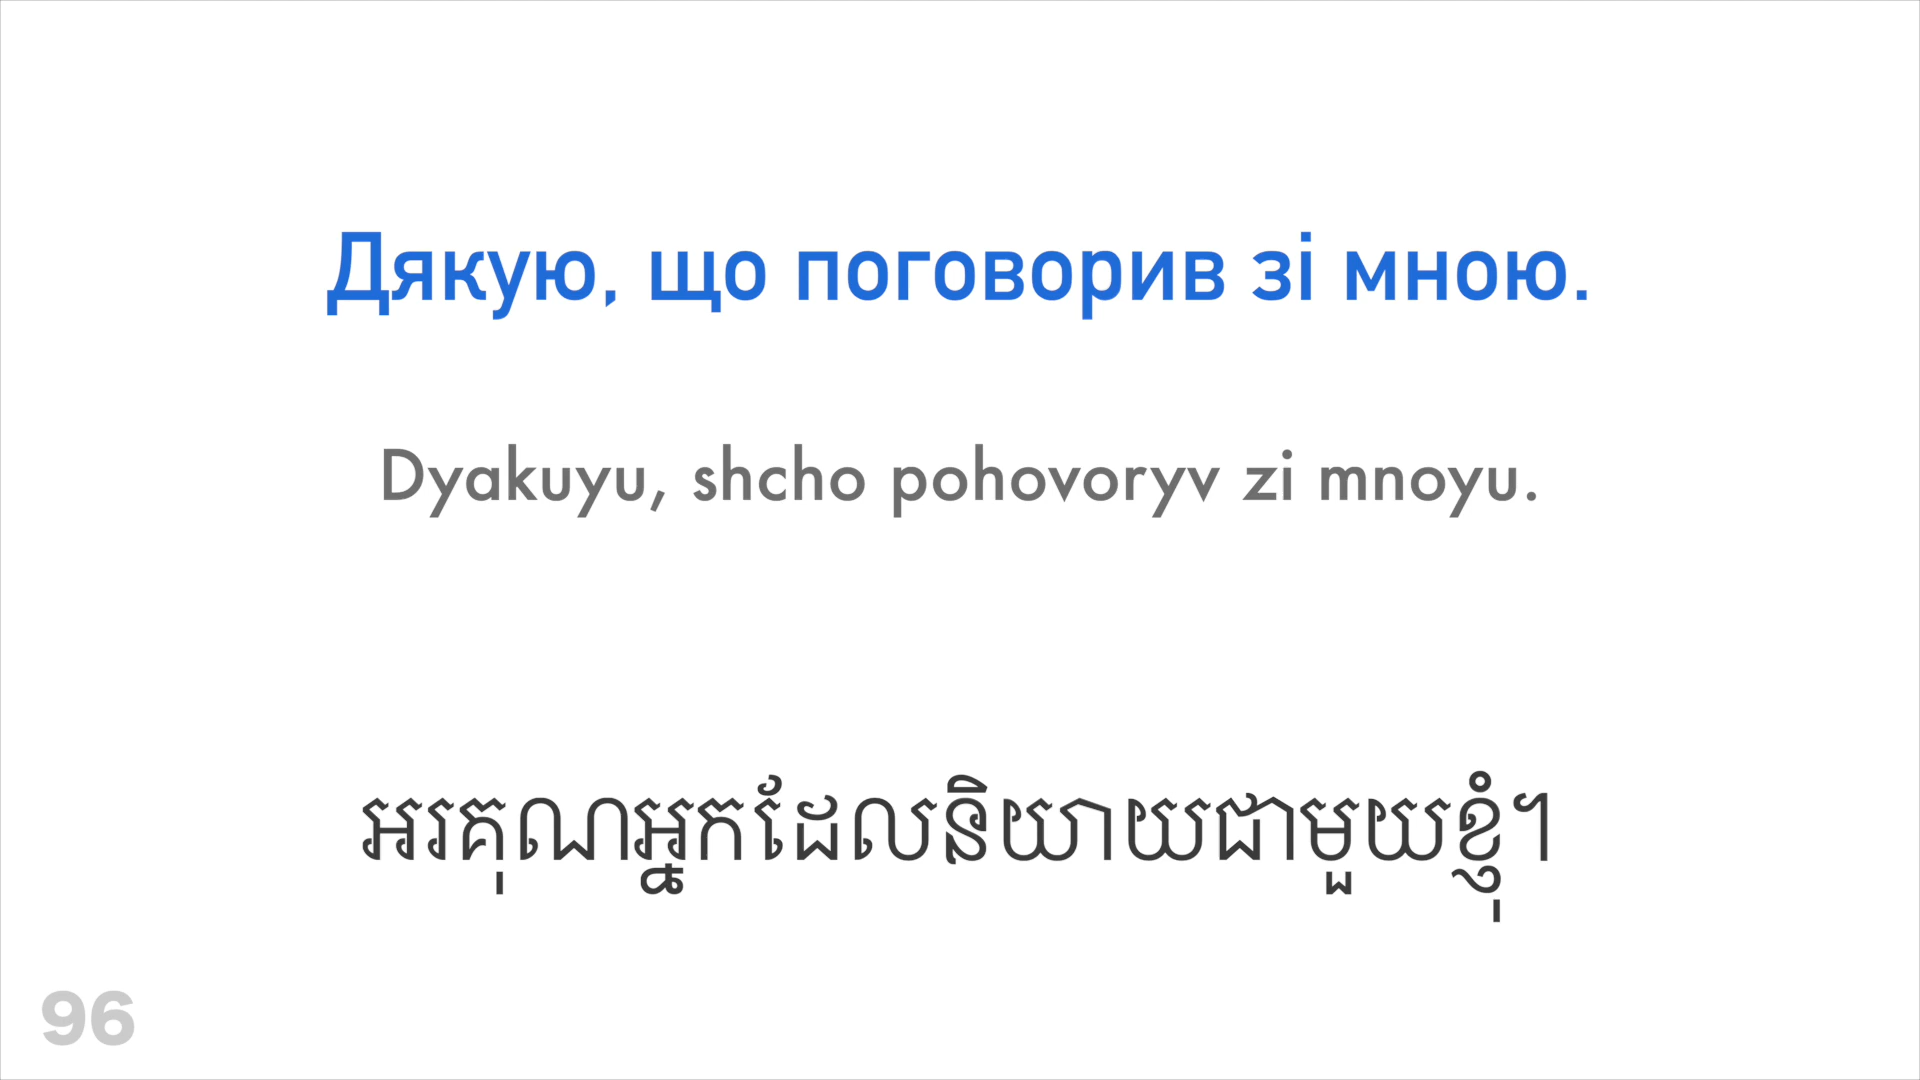 Дякую, що поговорив зі мною.
Dyakuyu, shcho pohovoryv zi mnoyu.
អរគុណអ្នកដែលនិយាយជាមួយខ្ញុំ។
96